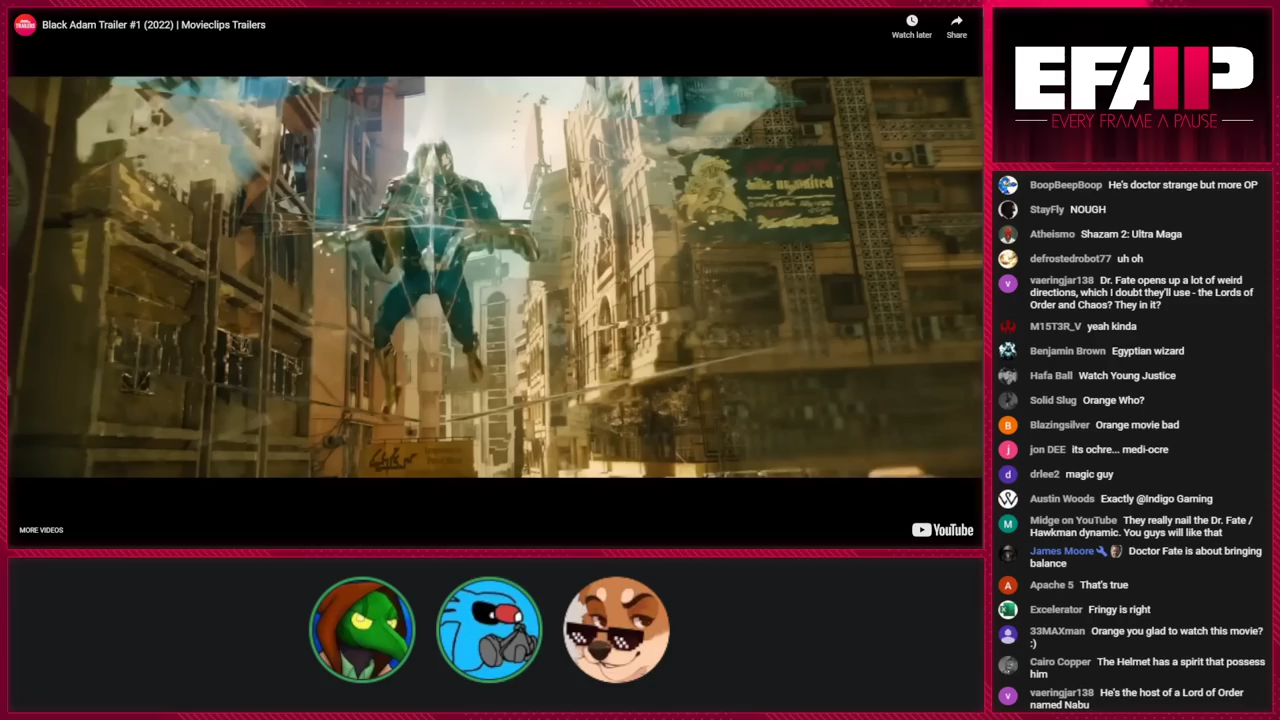 TRAILERS
Black Adam Trailer #1 (2022) | Movieclips Trailers
Watch later
Share
MORE VIDEOS
YouTube
EFAP
EVERY FRAME A PAUSE
BoopBeepBoop He's doctor strange but more OP
StayFly NOUGH
Atheismo Shazam 2: Ultra Maga
defrostedrobot77 uh oh
v
vaeringjar138 Dr. Fate opens up a lot of weird
directions, which I doubt they'll use - the Lords of
Order and Chaos? They in it?
M15T3R_V yeah kinda
Benjamin Brown Egyptian wizard
Hafa Ball Watch Young Justice
Solid Slug Orange Who?
B
Blazingsilver Orange movie bad
j
jon DEE its ochre... medi-ocre
d
drlee2 magic guy
Austin Woods Exactly @Indigo Gaming
M
Midge on YouTube They really nail the Dr. Fate /
Hawkman dynamic. You guys will like that
James Moore Doctor Fate is about bringing
balance
A
Apache 5 That's true
Excelerator Fringy is right
33MAXman Orange you glad to watch this movie?
:)
Cairo Copper The Helmet has a spirit that possess
him
v
vaeringjar138 He's the host of a Lord of Order
named Nabu